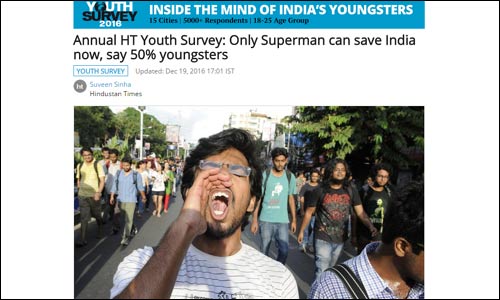 YOUTH
SURVEY
2016
INSIDE THE MIND OF INDIA'S YOUNGSTERS
15 Cities | 5000+ Respondents | 18-25 Age Group
Annual HT Youth Survey: Only Superman can save India
now, say 50% youngsters
YOUTH SURVEY Updated: Dec 19, 2016 17:01 IST
ht
Suveen Sinha
Hindustan Times